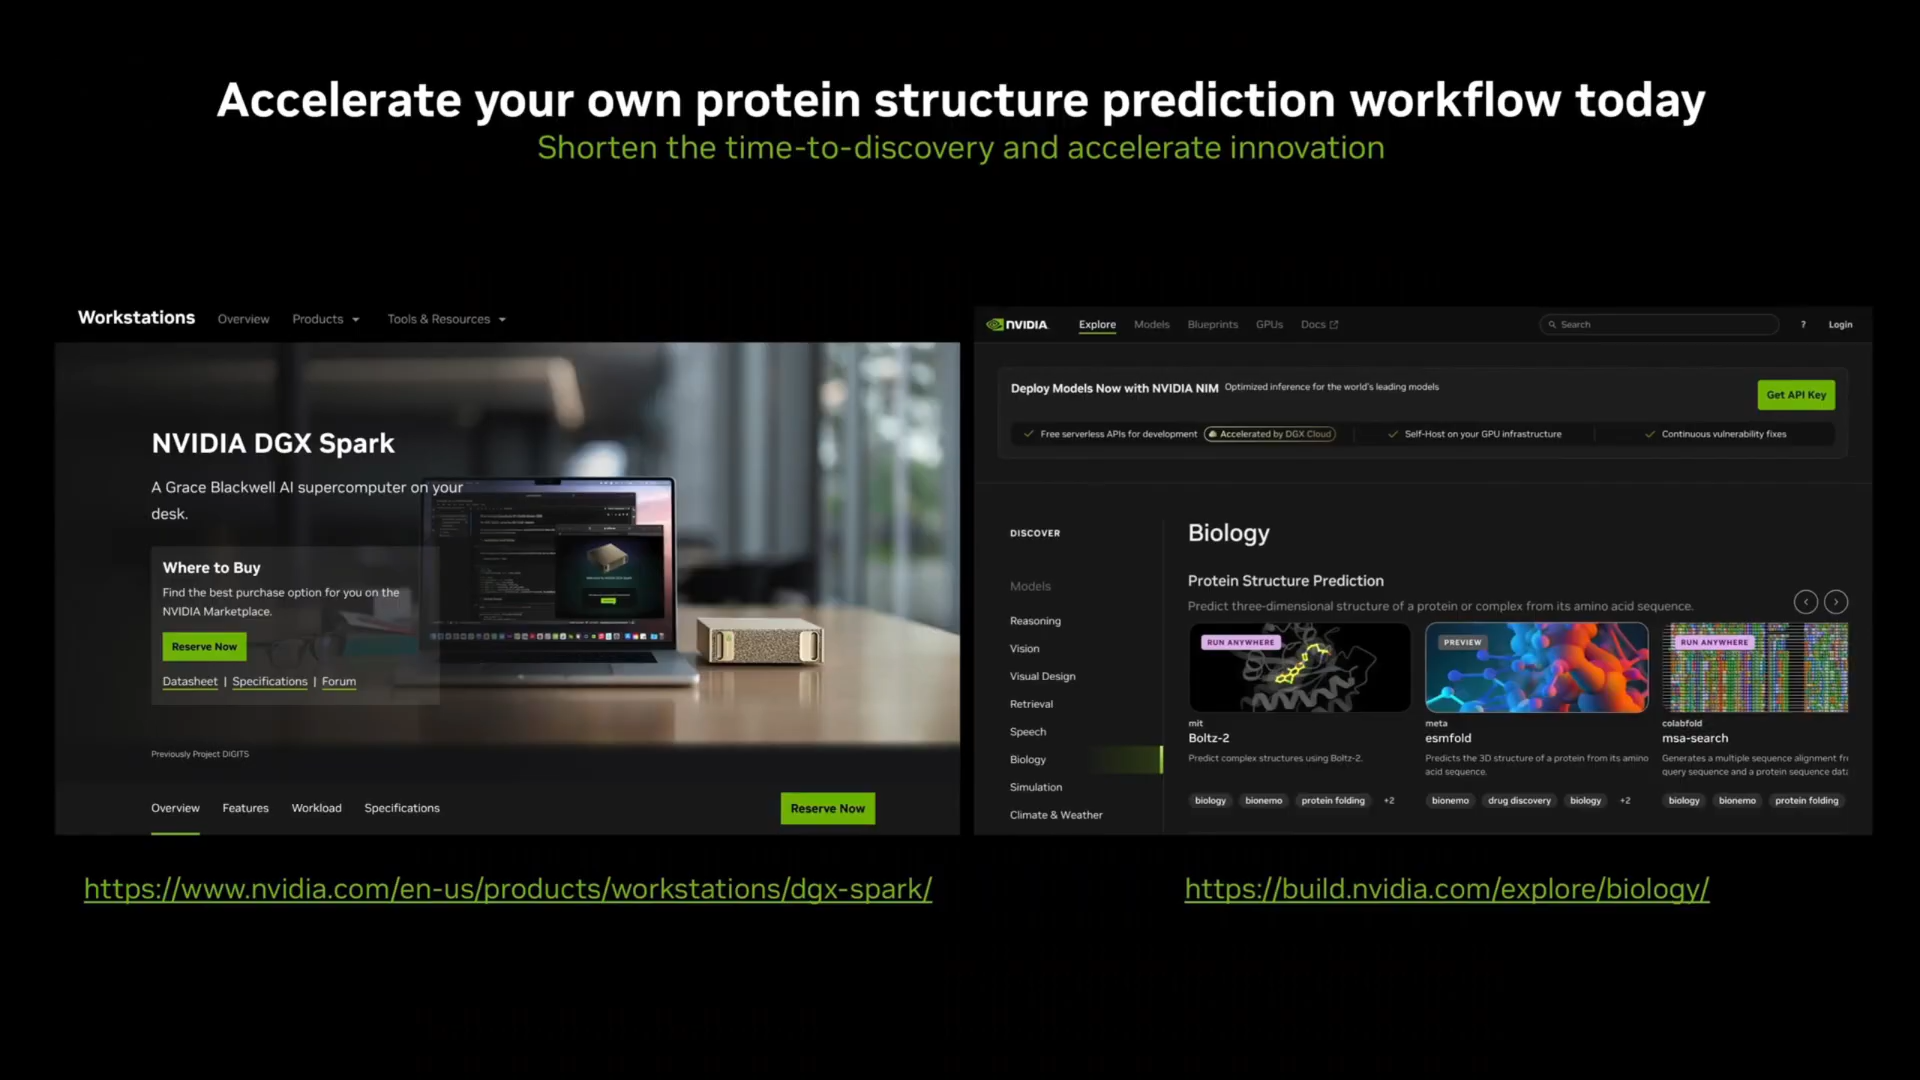 Accelerate your own protein structure prediction workflow today
Shorten the time-to-discovery and accelerate innovation
Workstations Overview Products Tools & Resources
NVIDIA DGX Spark
A Grace Blackwell AI supercomputer on your
desk.
Where to Buy
Find the best purchase option for you on the
NVIDIA Marketplace.
Reserve Now
Datasheet | Specifications | Forum
Previously Project DIGITS
Overview Features Workload Specifications Reserve Now
https://www.nvidia.com/en-us/products/workstations/dgx-spark/
NVIDIA. Explore Models Blueprints GPUs Docs Search ? Login
Deploy Models Now with NVIDIA NIM Optimized inference for the world's leading models
Get API Key
Free serverless APIs for development Accelerated by DGX Cloud Self-Host on your GPU infrastructure Continuous vulnerability fixes
DISCOVER
Models
Reasoning
Vision
Visual Design
Retrieval
Speech
Biology
Simulation
Climate & Weather
Biology
Protein Structure Prediction
Predict three-dimensional structure of a protein or complex from its amino acid sequence.
RUN ANYWHERE
mit
Boltz-2
Predict complex structures using Boltz-2.
biology bionemo protein folding +2
PREVIEW
meta
esmfold
Predicts the 3D structure of a protein from its amino
acid sequence.
bionemo drug discovery biology +2
RUN ANYWHERE
colabfold
msa-search
Generates a multiple sequence alignment fr
query sequence and a protein sequence data
biology bionemo protein folding
https://build.nvidia.com/explore/biology/